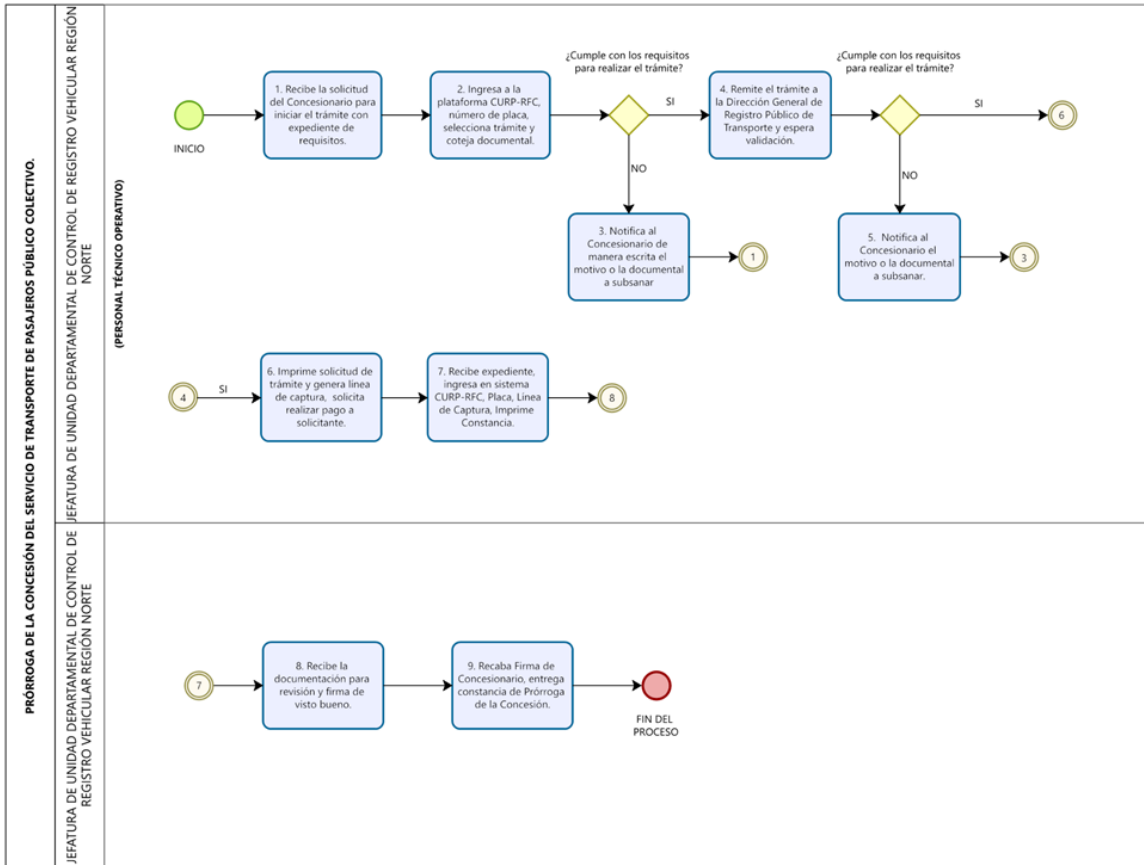 PRÓRROGA DE LA CONCESIÓN DEL SERVICIO DE TRANSPORTE DE PASAJEROS PÚBLICO COLECTIVO.
JEFATURA DE UNIDAD DEPARTAMENTAL DE CONTROL DE REGISTRO VEHICULAR REGIÓN
NORTE
(PERSONAL TÉCNICO OPERATIVO)
INICIO
1. Recibe la solicitud
del Concesionario para
iniciar el trámite con
expediente de
requisitos.
2. Ingresa a la
plataforma CURP-RFC,
número de placa,
selecciona trámite y
coteja documental.
¿Cumple con los requisitos
para realizar el trámite?
SI
NO
3. Notifica al
Concesionario de
manera escrita el
motivo o la documental
a subsanar
1
4. Remite el trámite a
la Dirección General de
Registro Público de
Transporte y espera
validación.
¿Cumple con los requisitos
para realizar el trámite?
SI
6
NO
5. Notifica al
Concesionario el
motivo o la documental
a subsanar.
3
4
SI
6. Imprime solicitud de
trámite y genera línea
de captura, solicita
realizar pago a
solicitante.
7. Recibe expediente,
ingresa en sistema
CURP-RFC, Placa, Linea
de Captura, Imprime
Constancia.
8
JEFATURA DE UNIDAD DEPARTAMENTAL DE CONTROL DE
REGISTRO VEHICULAR REGIÓN NORTE
7
8. Recibe la
documentación para
revisión y firma de
visto bueno.
9. Recaba Firma de
Concesionario, entrega
constancia de Prórroga
de la Concesión.
FIN DEL
PROCESO